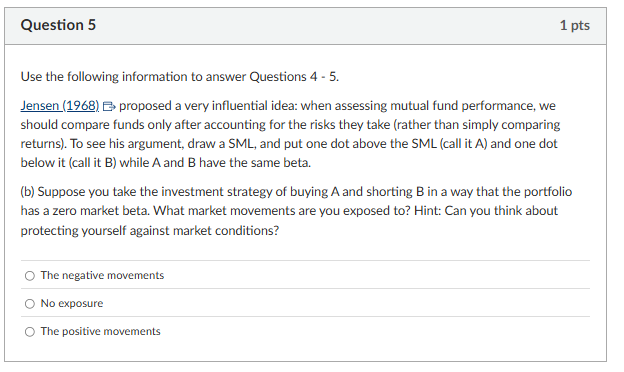 Question 5
1 pts
Use the following information to answer Questions 4 - 5.
Jensen (1968) proposed a very influential idea: when assessing mutual fund performance, we
should compare funds only after accounting for the risks they take (rather than simply comparing
returns). To see his argument, draw a SML, and put one dot above the SML (call it A) and one dot
below it (call it B) while A and B have the same beta.
(b) Suppose you take the investment strategy of buying A and shorting B in a way that the portfolio
has a zero market beta. What market movements are you exposed to? Hint: Can you think about
protecting yourself against market conditions?
The negative movements
No exposure
The positive movements